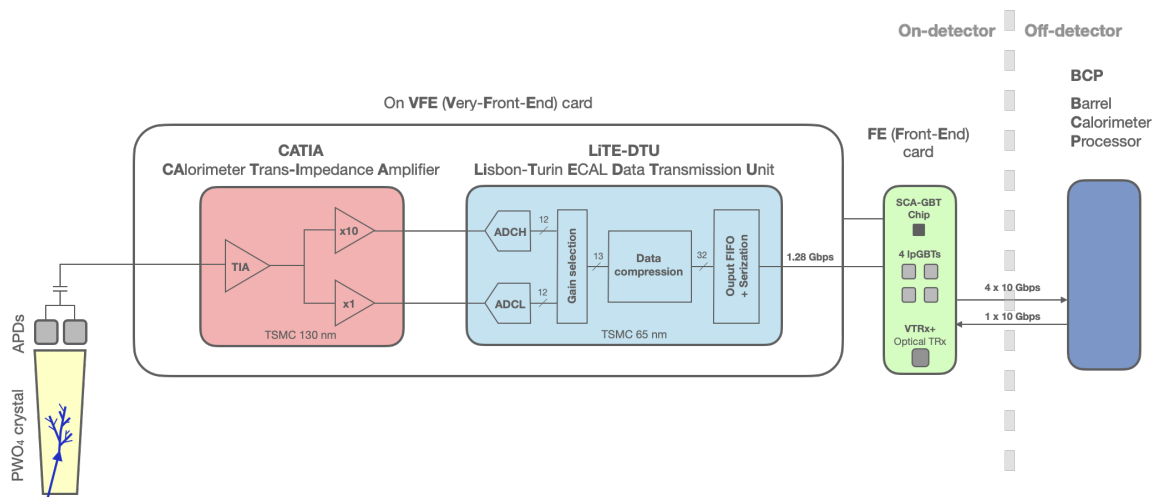 On-detector
Off-detector
BCP
Barrel
Calorimeter
Processor
On VFE (Very-Front-End) card
FE (Front-End)
card
CATIA
CAlorimeter Trans-Impedance Amplifier
LiTE-DTU
Lisbon-Turin ECAL Data Transmission Unit
TIA
x10
x1
TSMC 130 nm
ADCH
ADCL
12
12
Gain selection
13
Data
compression
32
Ouput FIFO
+ Serization
TSMC 65 nm
1.28 Gbps
SCA-GBT
Chip
4 lpGBTs
VTRx+
Optical TRx
4 x 10 Gbps
1 x 10 Gbps
APDs
PWO₄ crystal